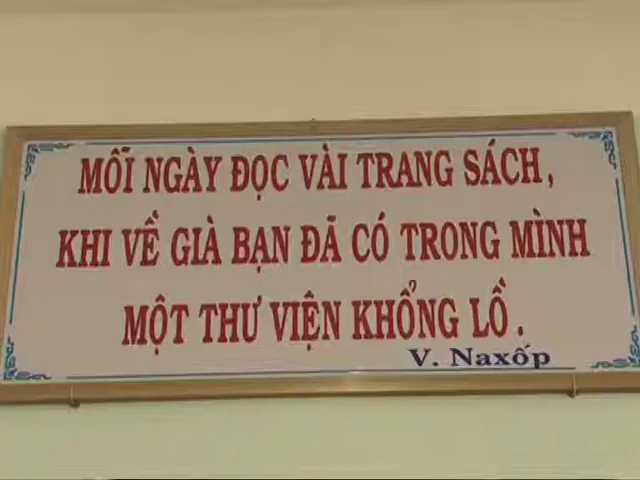 MỖI NGÀY ĐỌC VÀI TRANG SÁCH,
KHI VỀ GIÀ BẠN ĐÃ CÓ TRONG MÌNH
MỘT THƯ VIỆN KHỔNG LỒ.
V. Naxốp